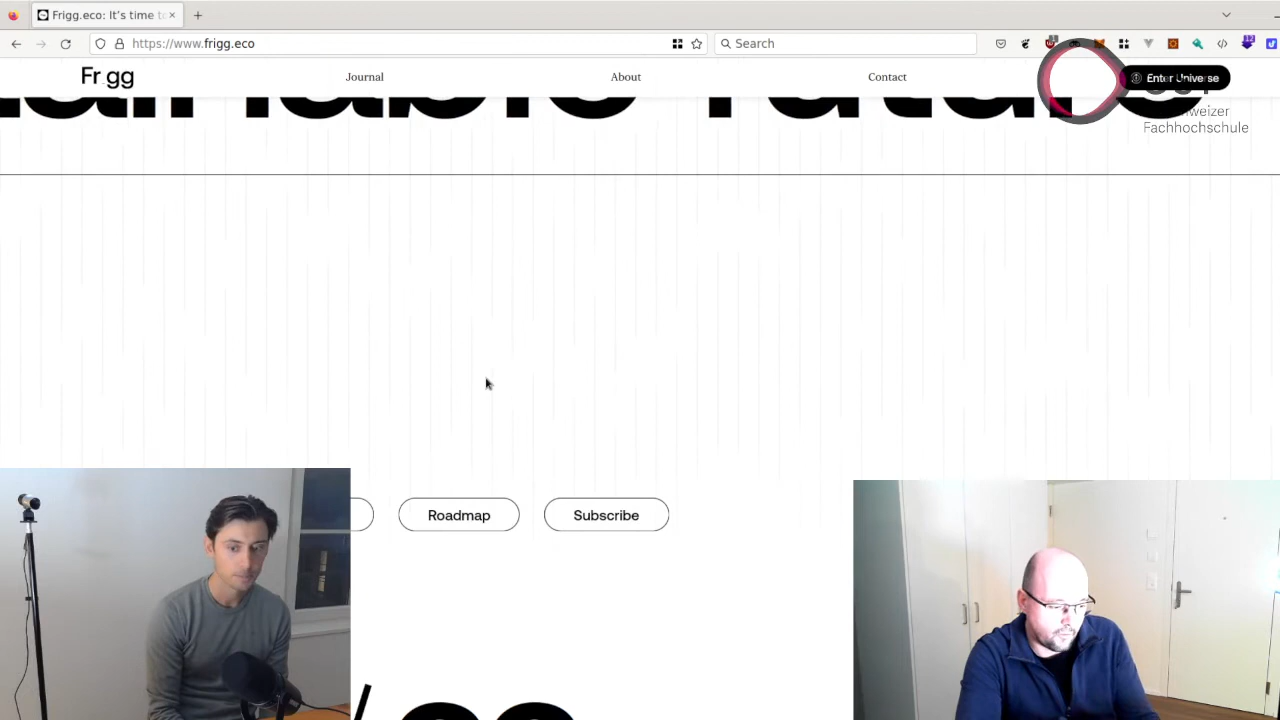 Frigg.eco: It's time t
https://www.frigg.eco
Search
12
Fr gg
Journal
About
Contact
Enter Universe
Fachhochschule
Roadmap
Subscribe